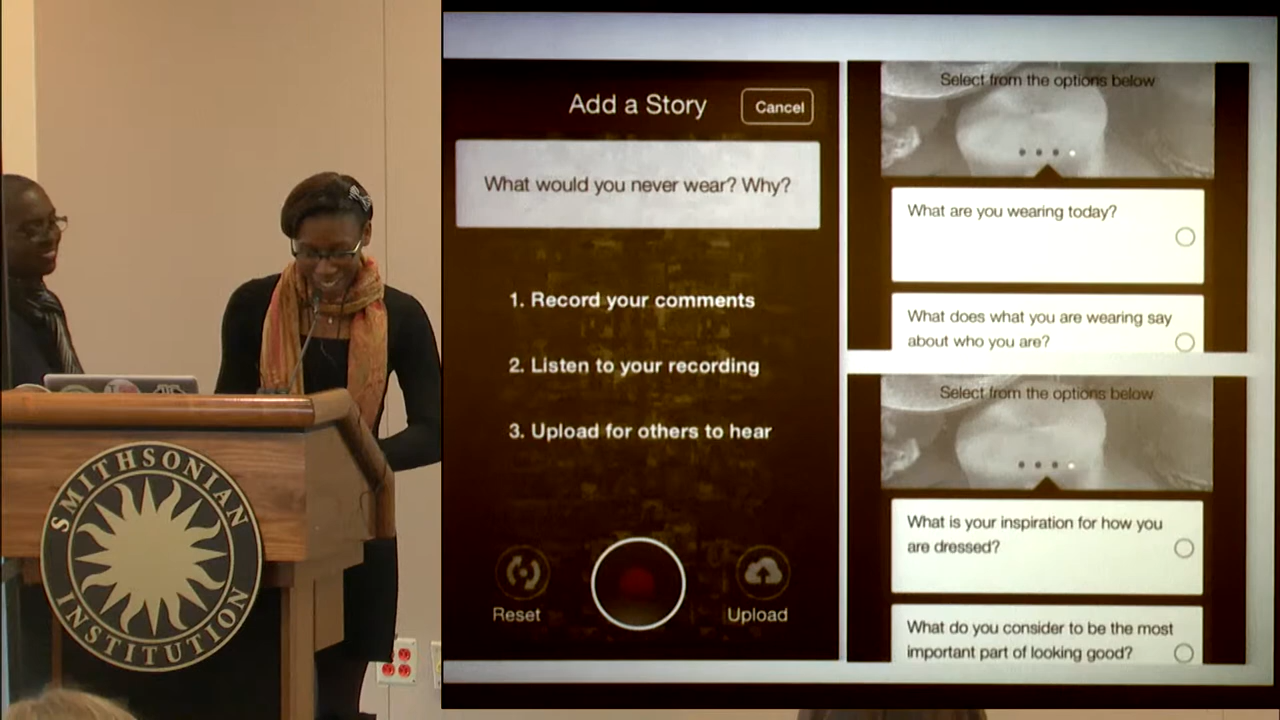 SMITHSONIAN
INSTITUTION
Add a Story
Cancel
What would you never wear? Why?
1. Record your comments
2. Listen to your recording
3. Upload for others to hear
Reset
Upload
Select from the options below
What are you wearing today?
What does what you are wearing say
about who you are?
Select from the options below
What is your inspiration for how you
are dressed?
What do you consider to be the most
important part of looking good?